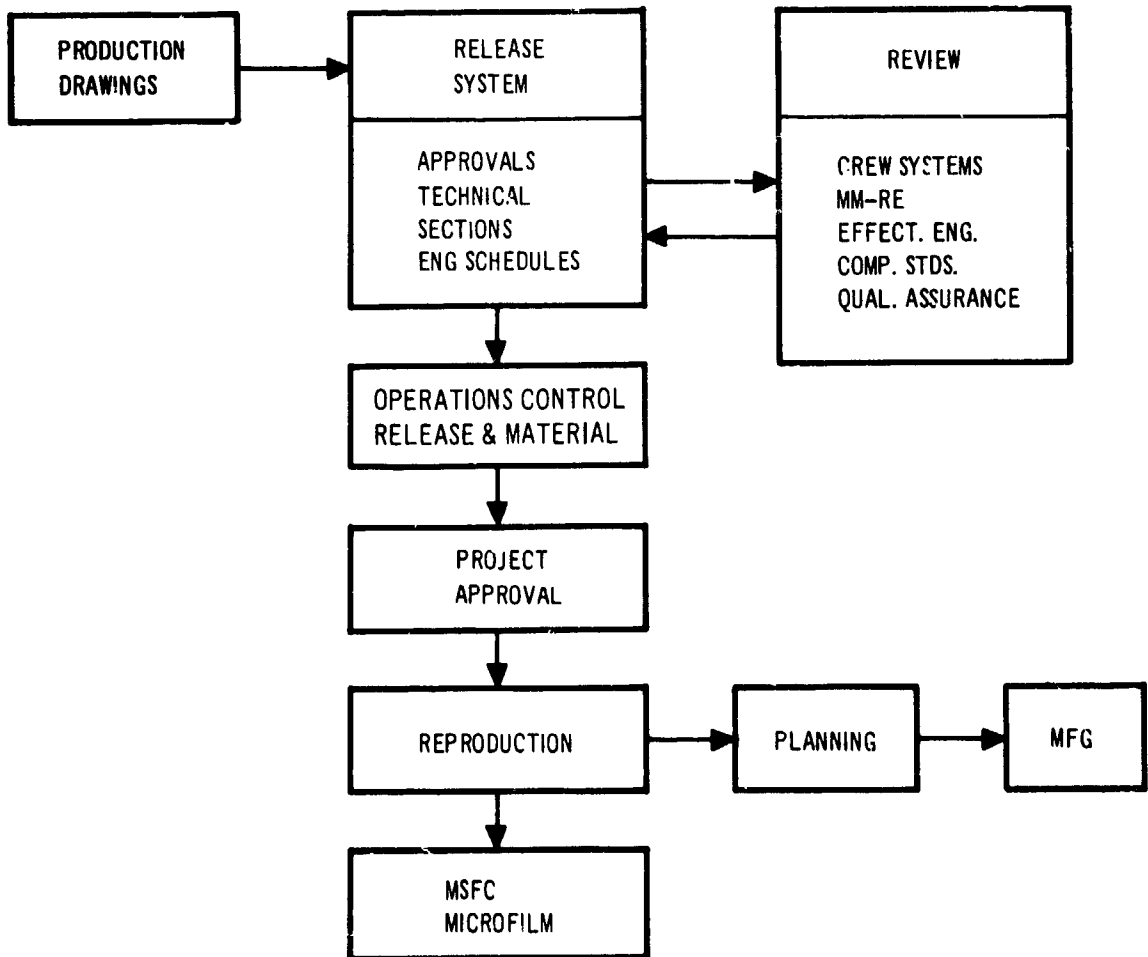 PRODUCTION
DRAWINGS
RELEASE
SYSTEM
APPROVALS
TECHNICAL
SECTIONS
ENG SCHEDULES
REVIEW
CREW SYSTEMS
MM-RE
EFFECT. ENG.
COMP. STDS.
QUAL. ASSURANCE
OPERATIONS CONTROL
RELEASE & MATERIAL
PROJECT
APPROVAL
REPRODUCTION
PLANNING
MFG
MSFC
MICROFILM